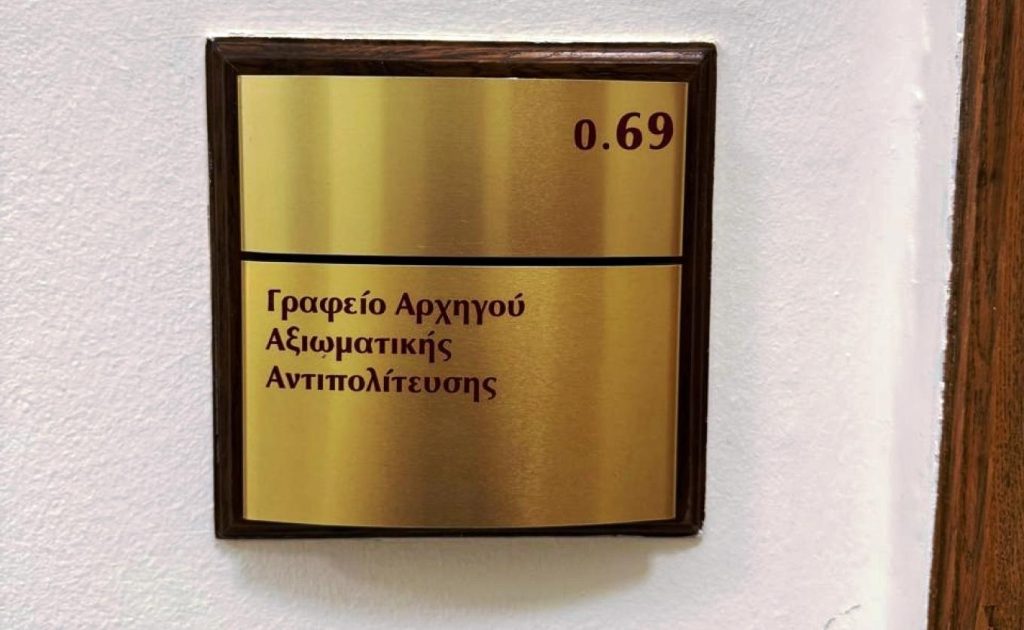 0.69
Γραφείο Αρχηγού
Αξιωματικής
Αντιπολίτευσης